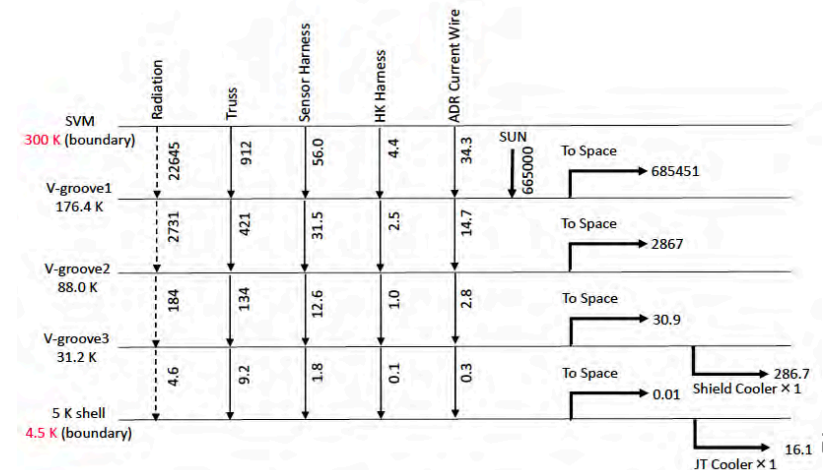 Radiation
Truss
Sensor Harness
HK Harness
ADR Current Wire
SVM
300 K (boundary)
22645
912
56.0
4.4
34.3
SUN
665000
To Space
685451
V-groove1
176.4 K
2731
421
31.5
2.5
14.7
To Space
2867
V-groove2
88.0 K
184
134
12.6
1.0
2.8
To Space
30.9
V-groove3
31.2 K
4.6
9.2
1.8
0.1
0.3
To Space
0.01
286.7
Shield Cooler × 1
5 K shell
4.5 K (boundary)
16.1
JT Cooler × 1